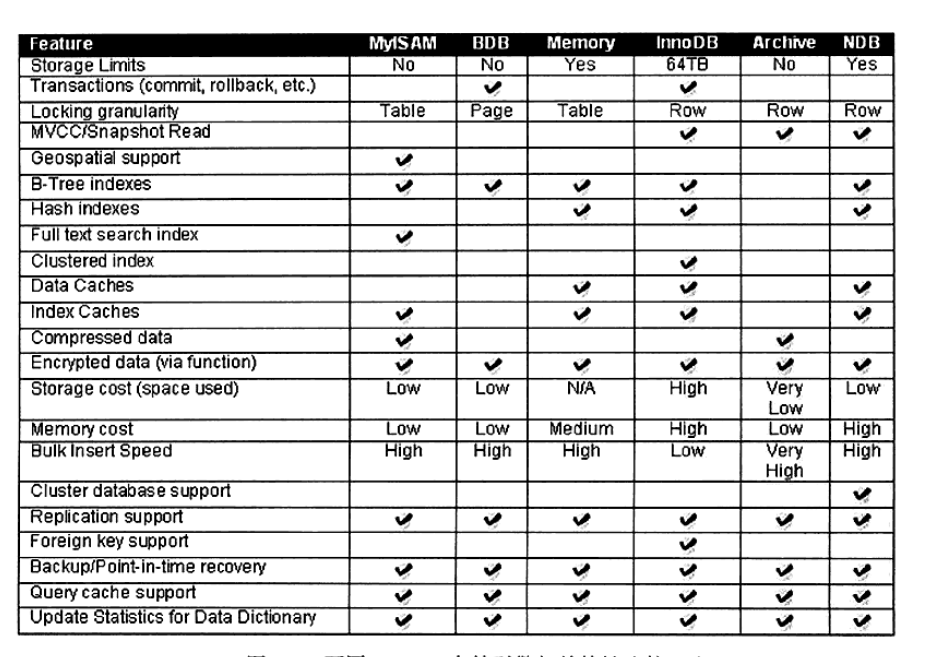 Feature MyISAM BDB Memory InnoDB Archive NDB
Storage Limits No No Yes 64TB No Yes
Transactions (commit, rollback, etc.) ✔ ✔
Locking granularity Table Page Table Row Row Row
MVCC/Snapshot Read ✔ ✔ ✔
Geospatial support ✔
B-Tree indexes ✔ ✔ ✔ ✔ ✔
Hash indexes ✔ ✔ ✔
Full text search index ✔
Clustered index ✔
Data Caches ✔ ✔ ✔
Index Caches ✔ ✔ ✔ ✔
Compressed data ✔ ✔
Encrypted data (via function) ✔ ✔ ✔ ✔ ✔ ✔
Storage cost (space used) Low Low N/A High Very Low
Low
Memory cost Low Low Medium High Low High
Bulk Insert Speed High High High Low Very High
High
Cluster database support ✔
Replication support ✔ ✔ ✔ ✔ ✔ ✔
Foreign key support ✔
Backup/Point-in-time recovery ✔ ✔ ✔ ✔ ✔ ✔
Query cache support ✔ ✔ ✔ ✔ ✔ ✔
Update Statistics for Data Dictionary ✔ ✔ ✔ ✔ ✔ ✔